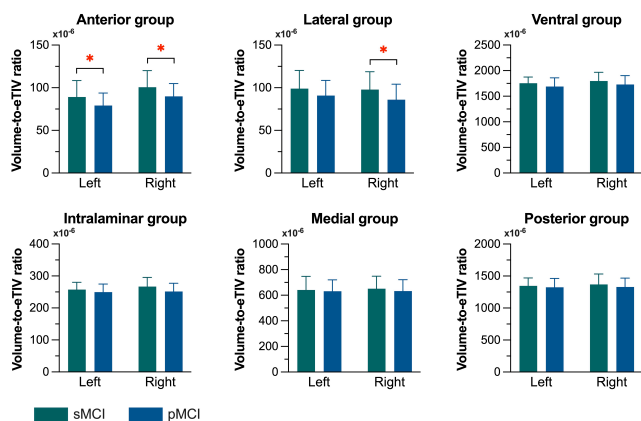 Anterior group
x10⁻⁶
Volume-to-eTIV ratio
150
100
50
0
*
*
Left Right
Lateral group
x10⁻⁶
Volume-to-eTIV ratio
150
100
50
0
*
Left Right
Ventral group
x10⁻⁶
Volume-to-eTIV ratio
2500
2000
1500
1000
500
0
Left Right
Intralaminar group
x10⁻⁶
Volume-to-eTIV ratio
400
300
200
100
0
Left Right
Medial group
x10⁻⁶
Volume-to-eTIV ratio
1000
800
600
400
200
0
Left Right
Posterior group
x10⁻⁶
Volume-to-eTIV ratio
2000
1500
1000
500
0
Left Right
sMCI pMCI